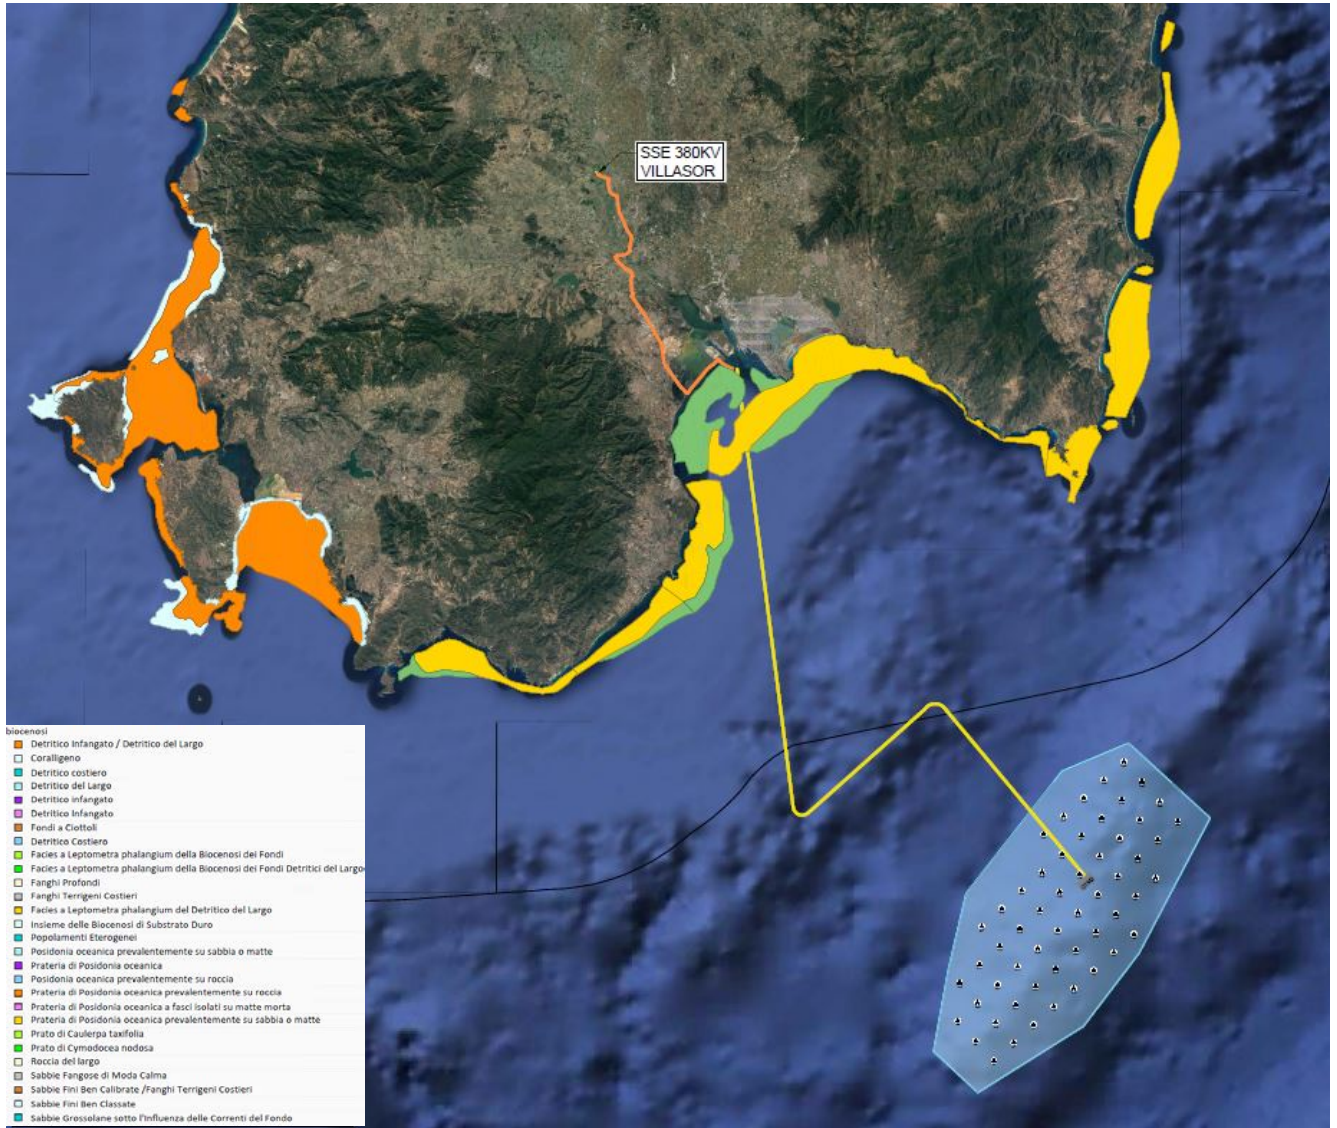 SSE 380KV
VILLASOR
biocenosi
Detritico Infangato / Detritico del Largo
Coralligeno
Detritico costiero
Detritico del Largo
Detritico infangato
Detritico Infangato
Fondi a Ciottoli
Detritico Costiero
Facies a Leptometra phalangium della Biocenosi dei Fondi
Facies a Leptometra phalangium della Biocenosi dei Fondi Detritici del Largo
Fanghi Profondi
Fanghi Terrigeni Costieri
Facies a Leptometra phalangium del Detritico del Largo
Insieme delle Biocenosi di Substrato Duro
Popolamenti Eterogenei
Posidonia oceanica prevalentemente su sabbia o matte
Prateria di Posidonia oceanica
Posidonia oceanica prevalentemente su roccia
Prateria di Posidonia oceanica prevalentemente su roccia
Prateria di Posidonia oceanica a fasci isolati su matte morta
Prateria di Posidonia oceanica prevalentemente su sabbia o matte
Prato di Caulerpa taxifolia
Prato di Cymodocea nodosa
Roccia del largo
Sabbie Fangose di Moda Calma
Sabbie Fini Ben Calibrate /Fanghi Terrigeni Costieri
Sabbie Fini Ben Classate
Sabbie Grossolane sotto l'Influenza delle Correnti del Fondo